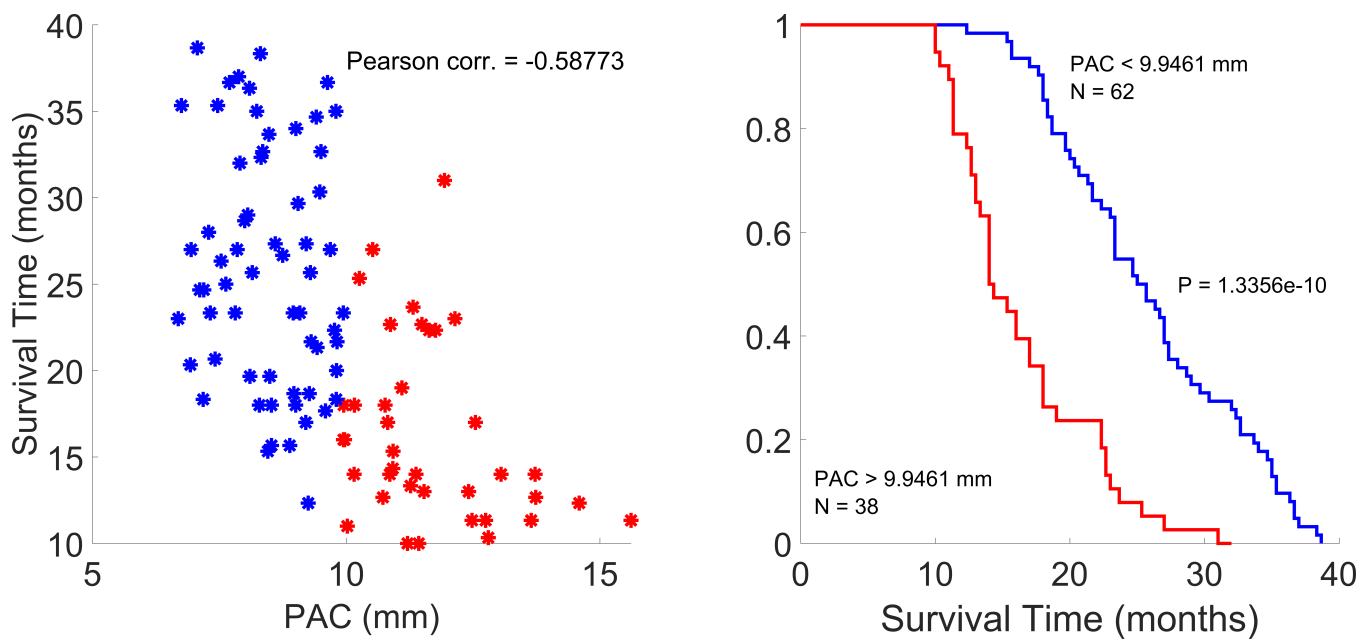 40
35
30
25
20
15
10
Survival Time (months)
Pearson corr. = -0.58773
5
10
15
PAC (mm)
1
0.8
0.6
0.4
0.2
0
PAC < 9.9461 mm
N = 62
P = 1.3356e-10
PAC > 9.9461 mm
N = 38
0
10
20
30
40
Survival Time (months)